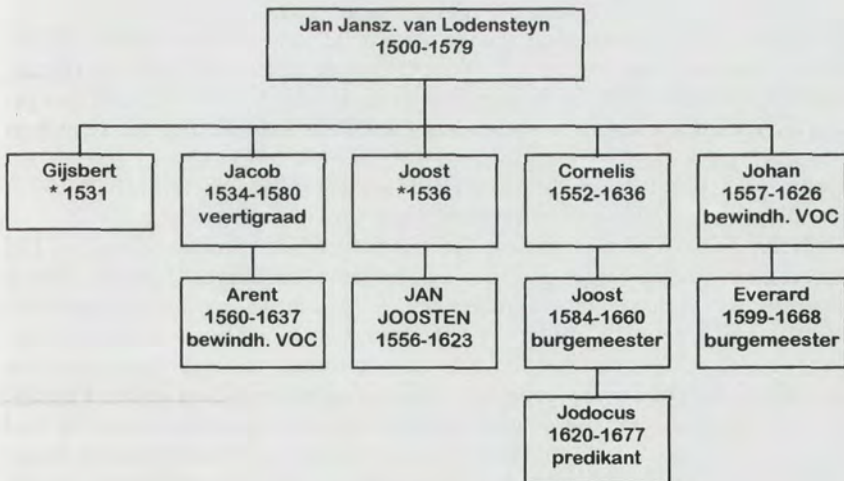 Jan Jansz. van Lodensteyn
1500-1579
Gijsbert
* 1531
Jacob
1534-1580
veertigraad
Joost
*1536
Cornelis
1552-1636
Johan
1557-1626
bewindh. VOC
Arent
1560-1637
bewindh. VOC
JAN
JOOSTEN
1556-1623
Joost
1584-1660
burgemeester
Everard
1599-1668
burgemeester
Jodocus
1620-1677
predikant